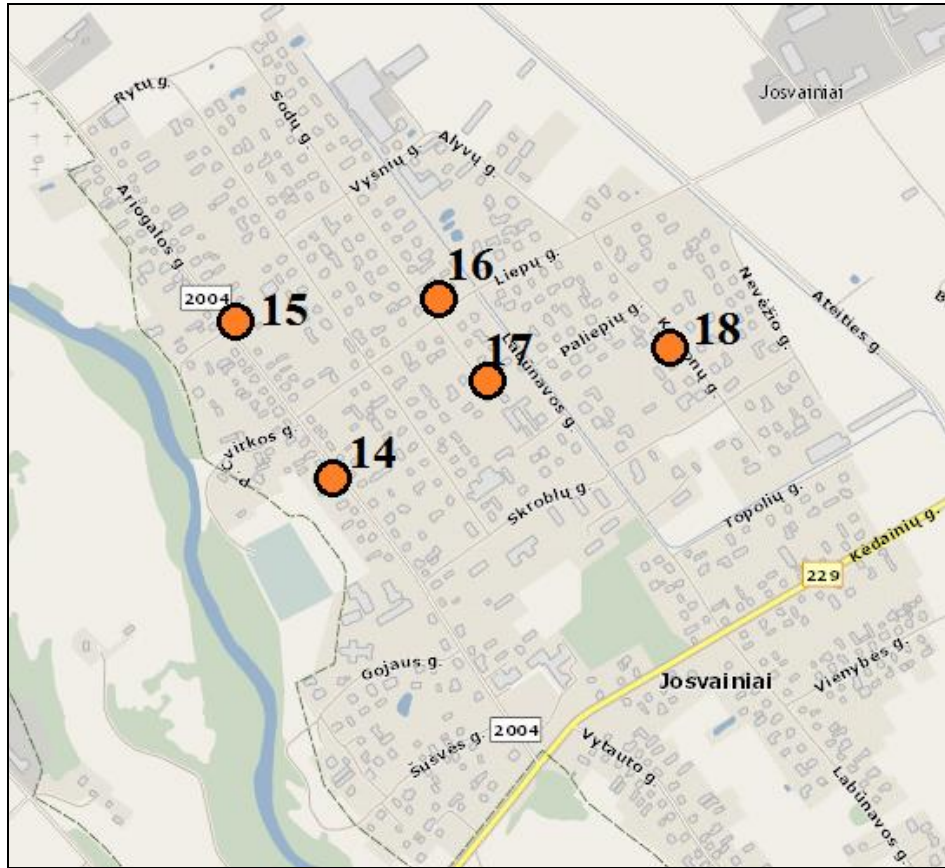 Josvainiai
Rytų g.
Sodų g.
Alyvų g.
Vyšnių g.
Ariogalos g
16
Liepų g.
Nevėžio g.
2004
15
Ateities g.
Paliepių g.
18
17
Labūnavos g
P. Cvirkos g.
14
Skroblų g.
Topolių g.
Kėdainių g.
229
Gojaus g.
Josvainiai
Vienybės g.
Šušvės g.
2004
Vytauto g.
Labūnavos g.